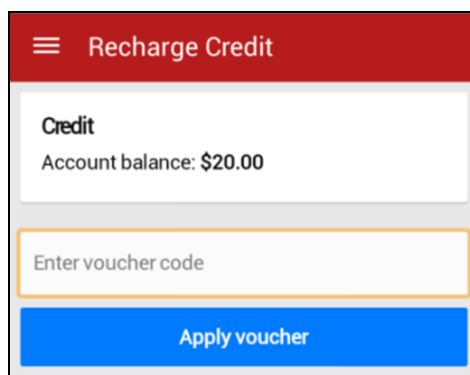 Recharge Credit
Credit
Account balance: $20.00
Enter voucher code
Apply voucher